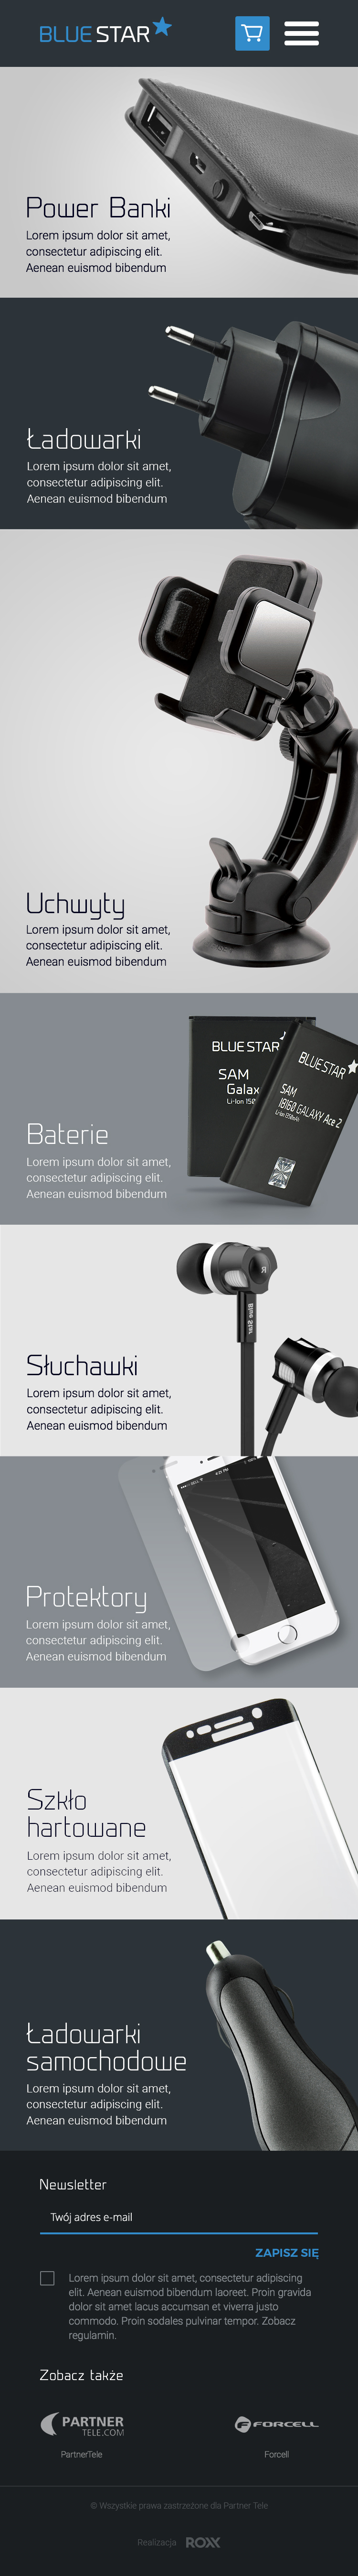 BLUE STAR
Power Banki
Lorem ipsum dolor sit amet,
consectetur adipiscing elit.
Aenean euismod bibendum
Ładowarki
Lorem ipsum dolor sit amet,
consectetur adipiscing elit.
Aenean euismod bibendum
Uchwyty
Lorem ipsum dolor sit amet,
consectetur adipiscing elit.
Aenean euismod bibendum
BLUE STAR
SAM
Galax
Li-Ion 150
BLUE STAR
SAM
I8160 GALAXY Ace 2
Baterie
Lorem ipsum dolor sit amet,
consectetur adipiscing elit.
Aenean euismod bibendum
Blue Star
Słuchawki
Lorem ipsum dolor sit amet,
consectetur adipiscing elit.
Aenean euismod bibendum
Protektory
Lorem ipsum dolor sit amet,
consectetur adipiscing elit.
Aenean euismod bibendum
Szkło
hartowane
Lorem ipsum dolor sit amet,
consectetur adipiscing elit.
Aenean euismod bibendum
Ładowarki
samochodowe
Lorem ipsum dolor sit amet,
consectetur adipiscing elit.
Aenean euismod bibendum
Newsletter
Twój adres e-mail
ZAPISZ SIĘ
Lorem ipsum dolor sit amet, consectetur adipiscing
elit. Aenean euismod bibendum laoreet. Proin gravida
dolor sit amet lacus accumsan et viverra justo
commodo. Proin sodales pulvinar tempor. Zobacz
regulamin.
Zobacz także
PARTNER
TELE.COM
FORCELL
PartnerTele
Forcell
© Wszystkie prawa zastrzeżone dla Partner Tele
Realizacja ROXX